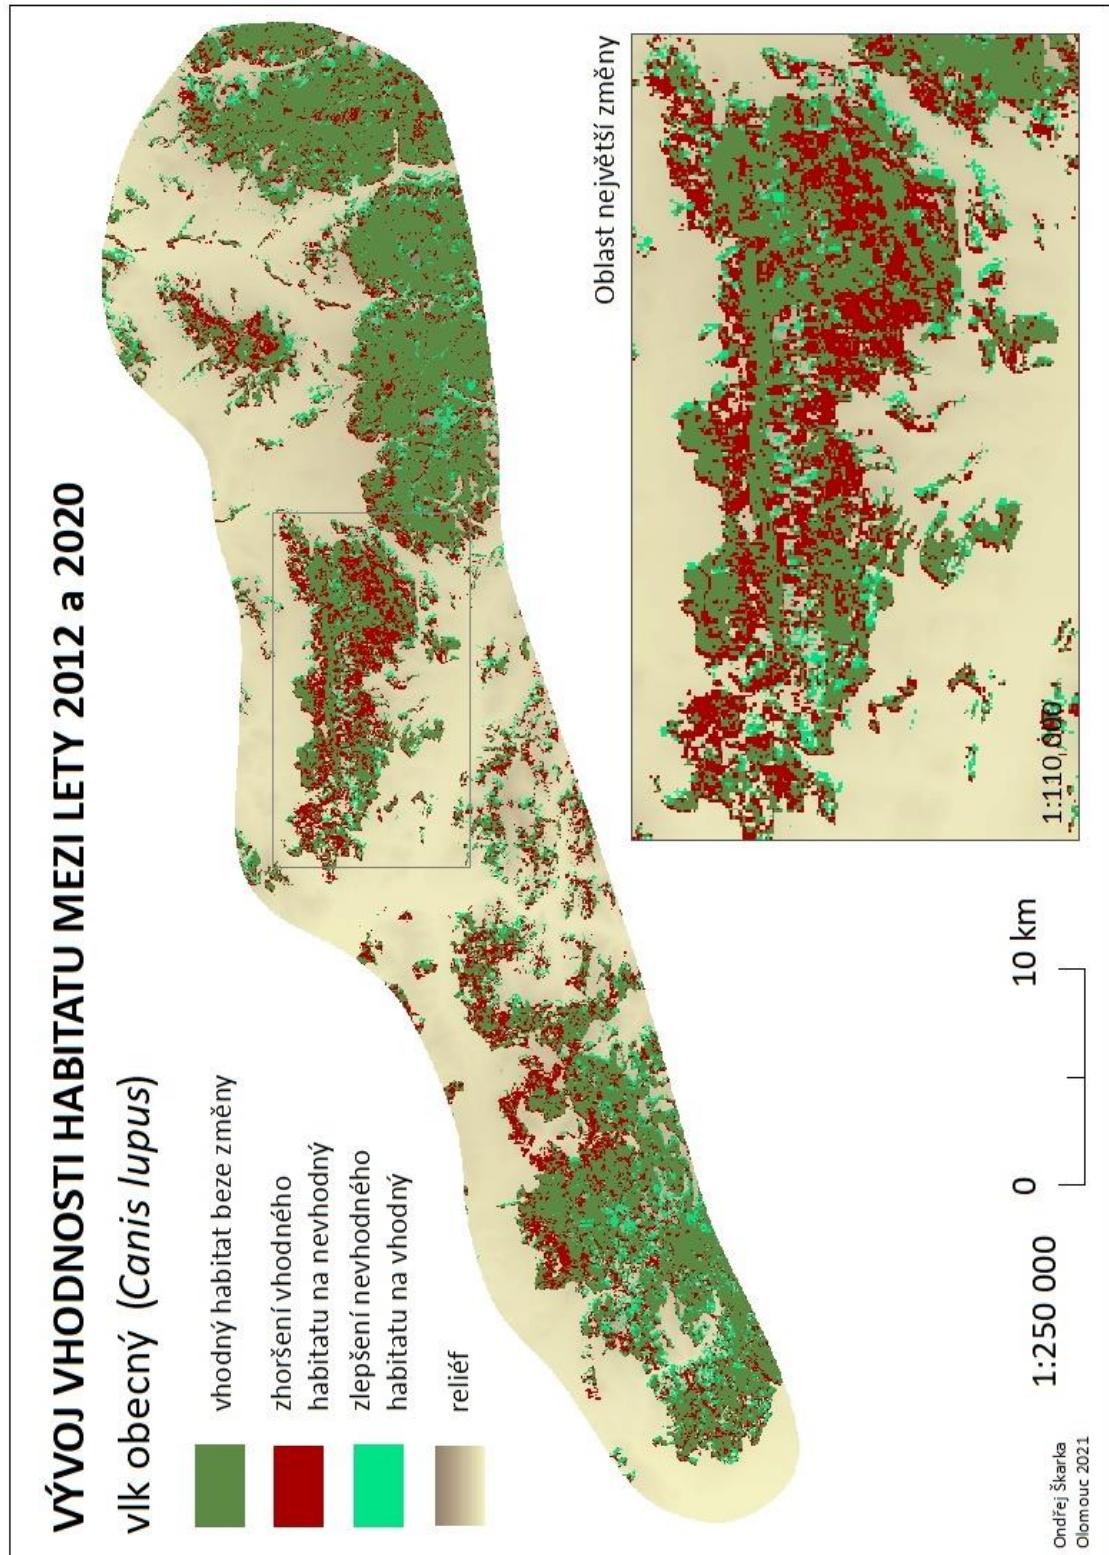 VÝVOJ VHODNOSTI HABITATU MEZI LETY 2012 a 2020
vlk obecný (Canis lupus)
vhodný habitat beze změny
zhoršení vhodného
habitatu na nevhodný
zlepšení nevhodného
habitatu na vhodný
reliéf
Oblast největší změny
1:110 000
0
10 km
1:250 000
Ondřej Škarka
Olomouc 2021